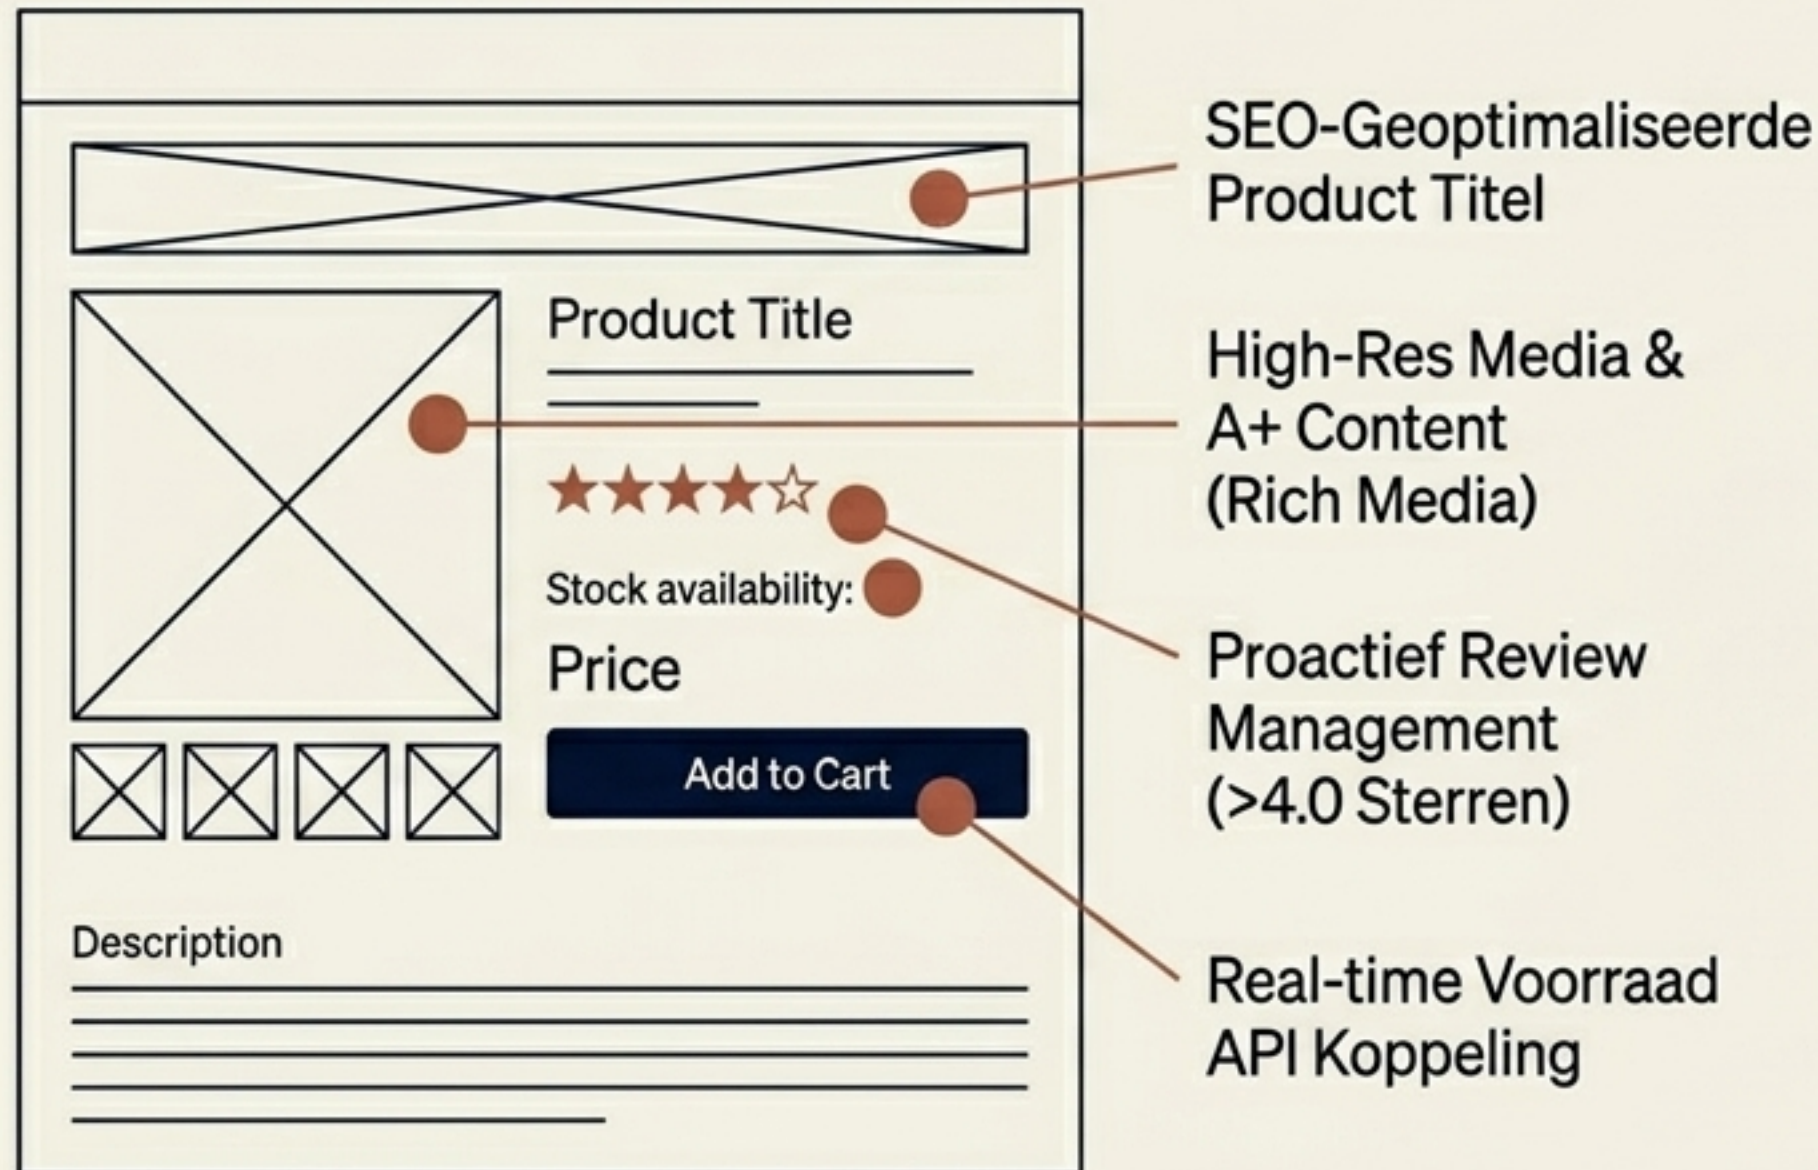 SEO-Geoptimaliseerde
Product Titel
Product Title
High-Res Media &
A+ Content
(Rich Media)
Stock availability:
Price
Proactief Review
Management
(>4.0 Sterren)
Add to Cart
Description
Real-time Voorraad
API Koppeling